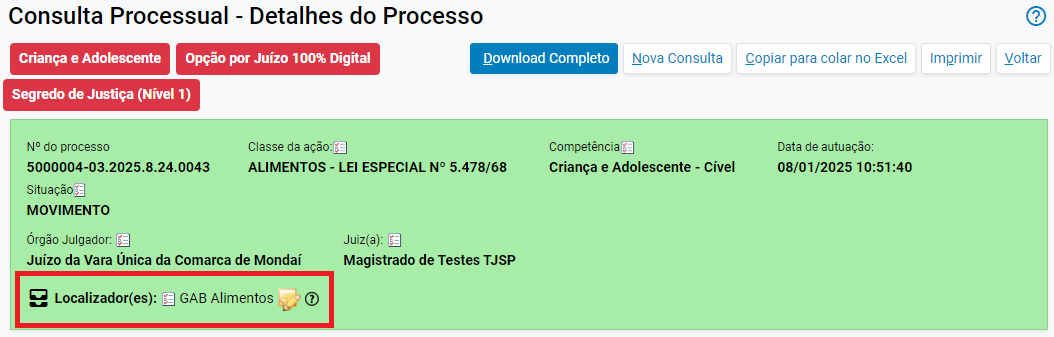 Consulta Processual - Detalhes do Processo
Criança e Adolescente Opção por Juízo 100% Digital Download Completo Nova Consulta Copiar para colar no Excel Imprimir Voltar
Segredo de Justiça (Nível 1)
Nº do processo Classe da ação: Competência Data de autuação:
5000004-03.2025.8.24.0043 ALIMENTOS - LEI ESPECIAL Nº 5.478/68 Criança e Adolescente - Cível 08/01/2025 10:51:40
Situação
MOVIMENTO
Órgão Julgador: Juiz(a):
Juízo da Vara Única da Comarca de Mondaí Magistrado de Testes TJSP
Localizador(es): GAB Alimentos